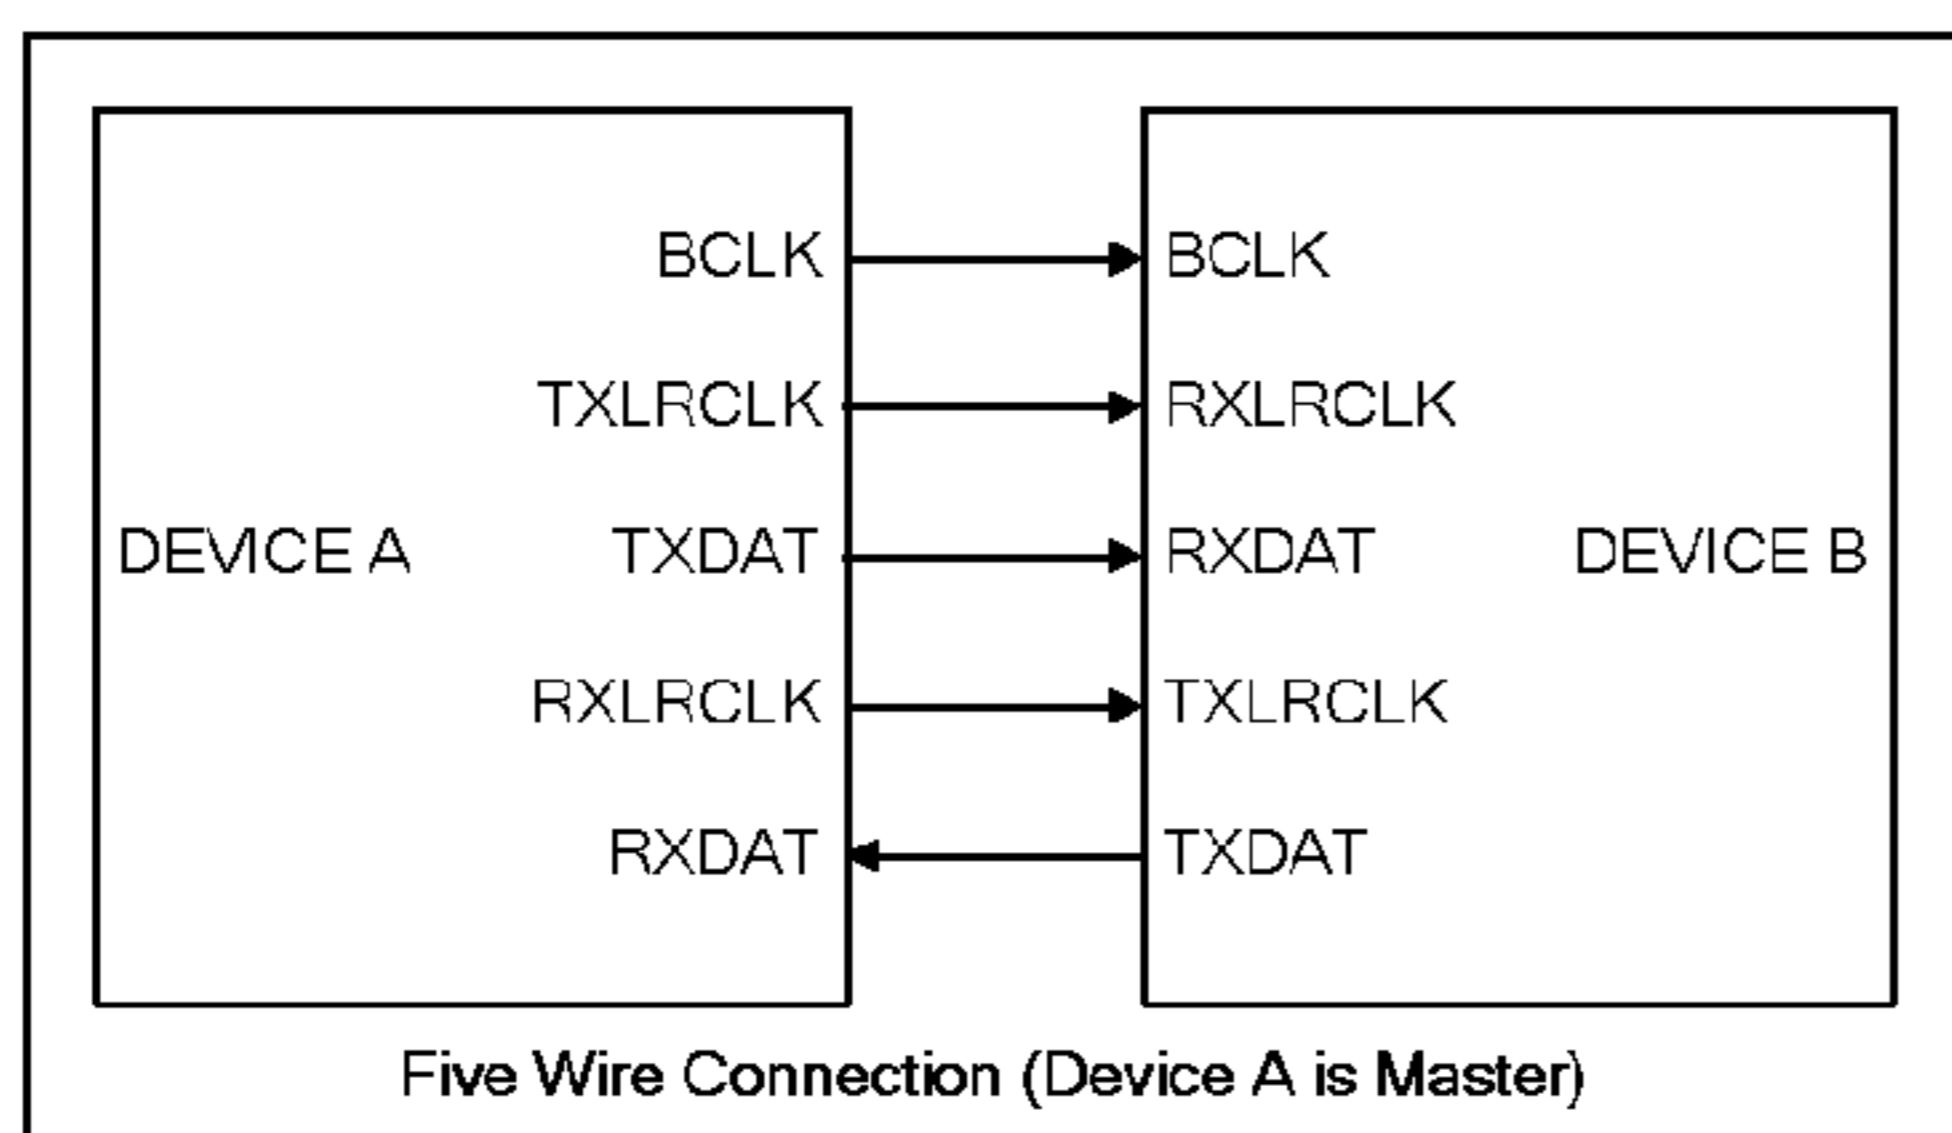 BCLK BCLK
TXLRCLK RXLRCLK
DEVICE A TXDAT RXDAT DEVICE B
RXLRCLK TXLRCLK
RXDAT TXDAT
Five Wire Connection (Device A is Master)